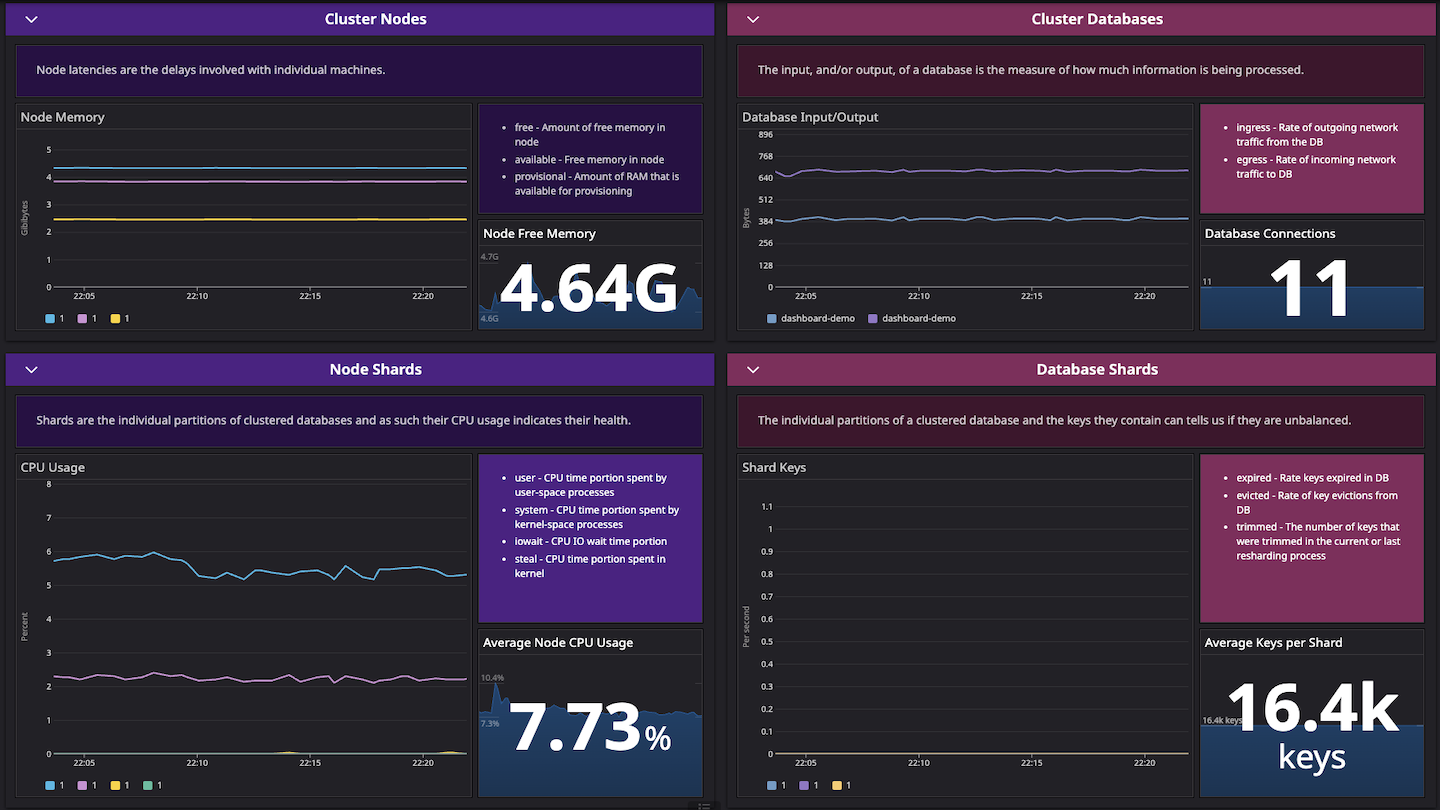 Cluster Nodes
Node latencies are the delays involved with individual machines.
Node Memory
5
4
3
2
1
0
Gibibytes
22:05 22:10 22:15 22:20
1 1 1
• free - Amount of free memory in
node
• available - Free memory in node
• provisional - Amount of RAM that is
available for provisioning
Node Free Memory
4.7G
4.64G
4.6G
Cluster Databases
The input, and/or output, of a database is the measure of how much information is being processed.
Database Input/Output
896
768
640
512
384
256
128
0
Bytes
22:05 22:10 22:15 22:20
dashboard-demo dashboard-demo
• ingress - Rate of outgoing network
traffic from the DB
• egress - Rate of incoming network
traffic to DB
Database Connections
11
11
Node Shards
Shards are the individual partitions of clustered databases and as such their CPU usage indicates their health.
CPU Usage
8
7
6
5
4
3
2
1
0
Percent
22:05 22:10 22:15 22:20
1 1 1 1
• user - CPU time portion spent by
user-space processes
• system - CPU time portion spent by
kernel-space processes
• iowait - CPU IO wait time portion
• steal - CPU time portion spent in
kernel
Average Node CPU Usage
10.4%
7.3%
7.73%
Database Shards
The individual partitions of a clustered database and the keys they contain can tells us if they are unbalanced.
Shard Keys
1.1
1
0.9
0.8
0.7
0.6
0.5
0.4
0.3
0.2
0.1
0
Per second
22:05 22:10 22:15 22:20
1 1 1
• expired - Rate keys expired in DB
• evicted - Rate of key evictions from
DB
• trimmed - The number of keys that
were trimmed in the current or last
resharding process
Average Keys per Shard
16.4k keys
16.4k
keys